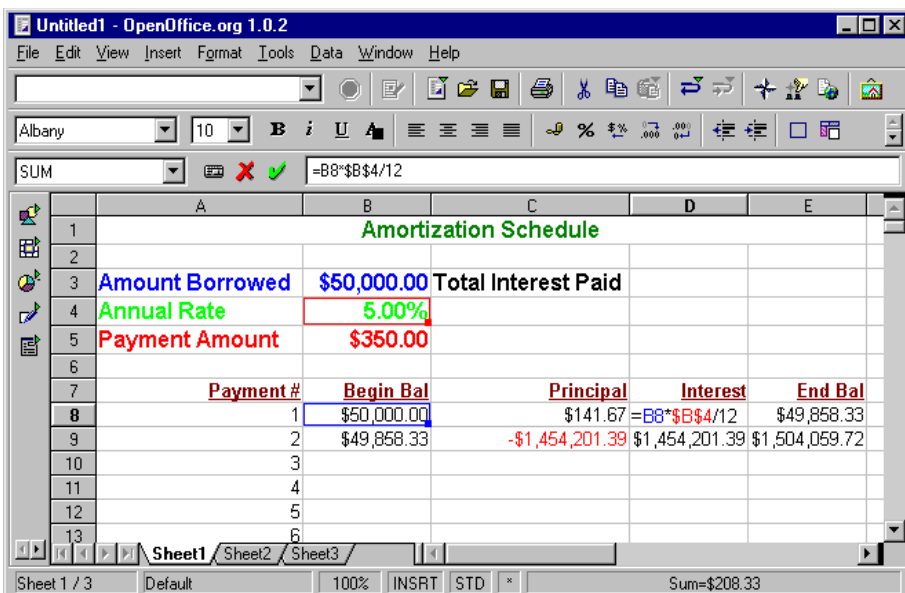 Untitled1 - OpenOffice.org 1.0.2
File Edit View Insert Format Tools Data Window Help
Albany 10 B i U A % $% .000 .000
SUM =B8*$B$4/12
A B C D E
1 Amortization Schedule
2
3 Amount Borrowed $50,000.00 Total Interest Paid
4 Annual Rate 5.00%
5 Payment Amount $350.00
6
7 Payment # Begin Bal Principal Interest End Bal
8 1 $50,000.00 $141.67 =B8*$B$4/12 $49,858.33
9 2 $49,858.33 -$1,454,201.39 $1,454,201.39 $1,504,059.72
10 3
11 4
12 5
13 6
Sheet1 Sheet2 Sheet3
Sheet 1 / 3 Default 100% INSRT STD * Sum=$208.33